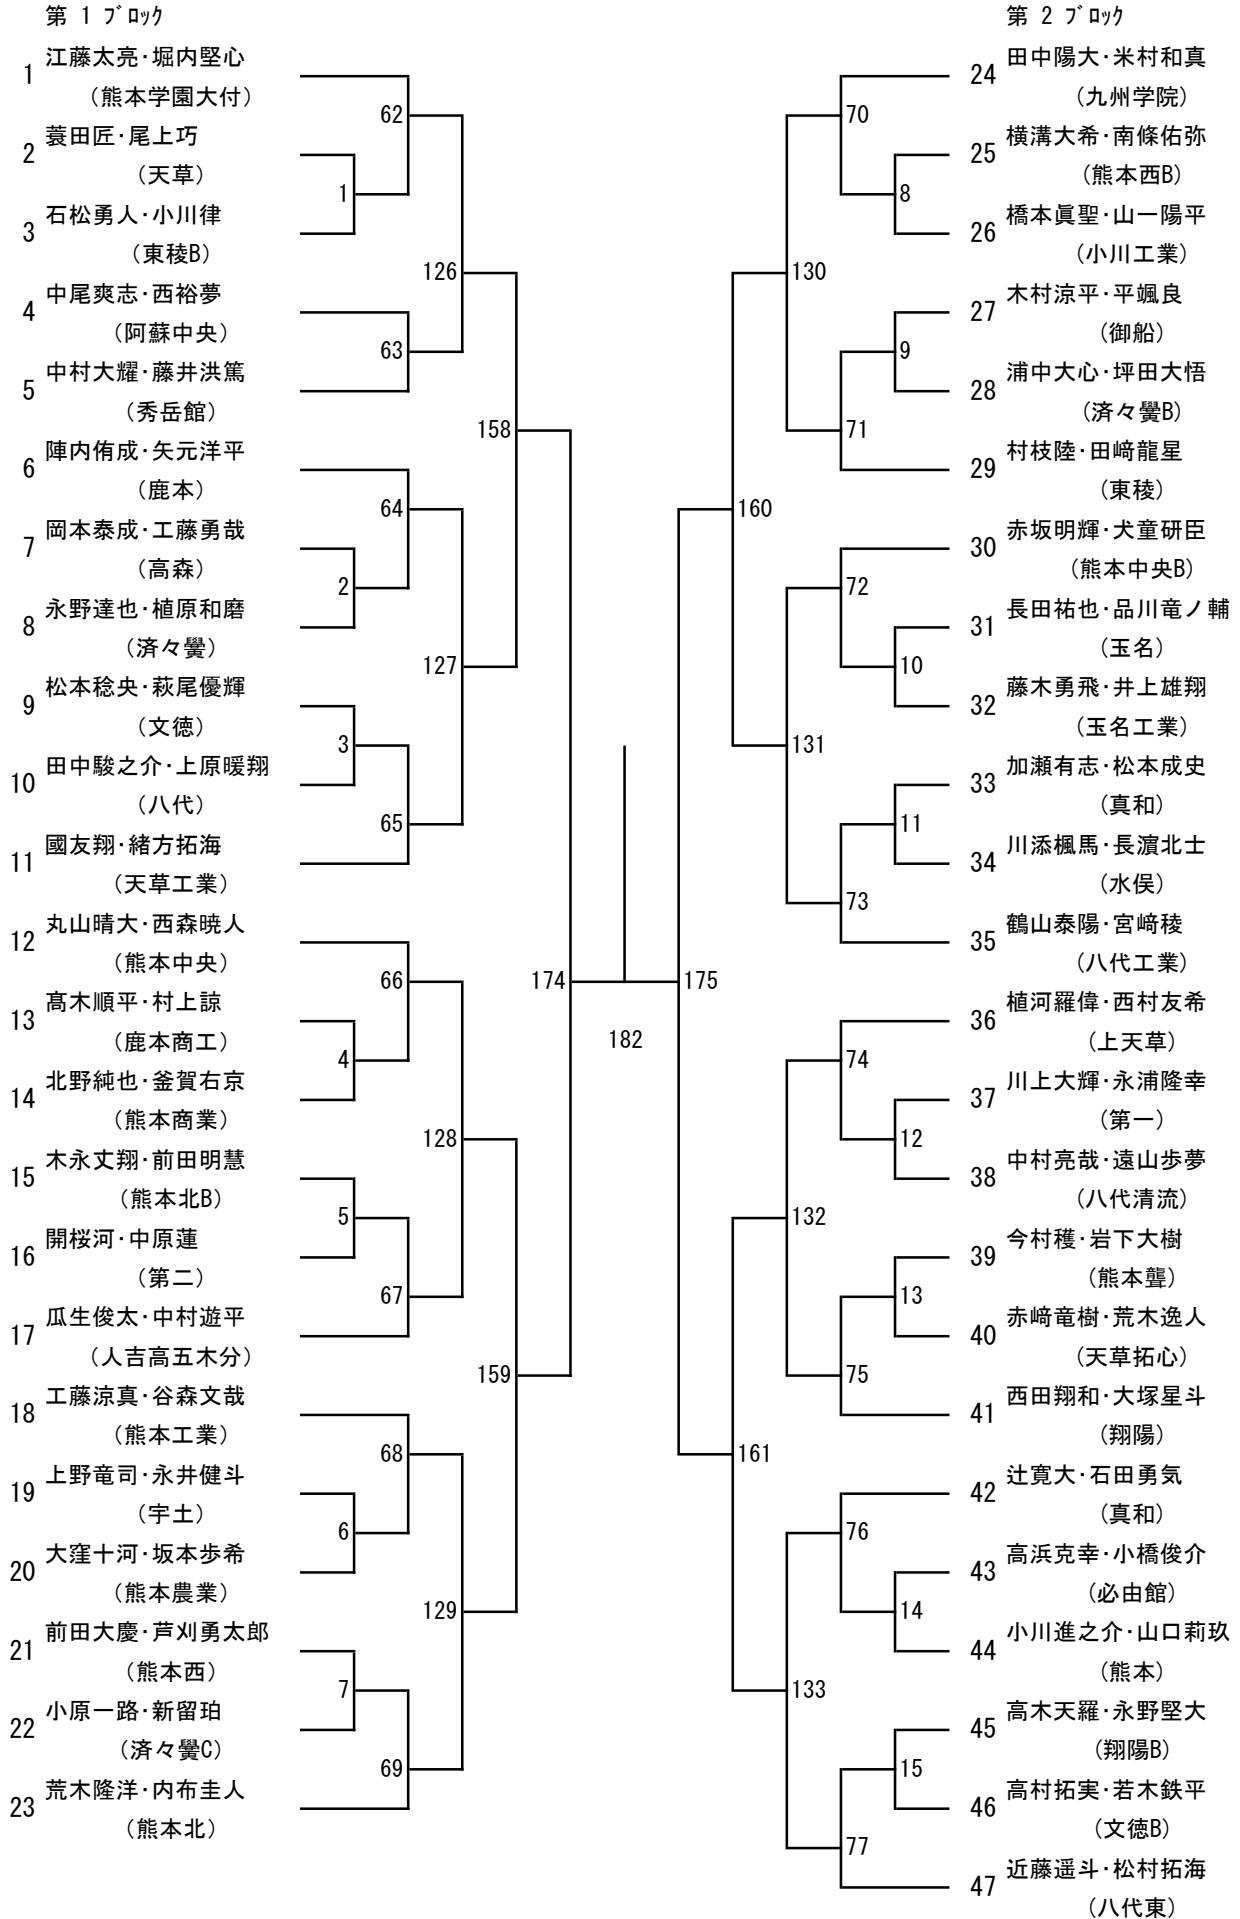 第 1 ブロック
1 江藤太亮・堀内堅心
(熊本学園大付)
2 蓑田匠・尾上巧
(天草)
3 石松勇人・小川律
(東稜B)
4 中尾爽志・西裕夢
(阿蘇中央)
5 中村大耀・藤井洪篤
(秀岳館)
6 陣内侑成・矢元洋平
(鹿本)
7 岡本泰成・工藤勇哉
(高森)
8 永野達也・植原和磨
(済々黌)
9 松本稔央・萩尾優輝
(文徳)
10 田中駿之介・上原暖翔
(八代)
11 國友翔・緒方拓海
(天草工業)
12 丸山晴大・西森暁人
(熊本中央)
13 髙木順平・村上諒
(鹿本商工)
14 北野純也・釜賀右京
(熊本商業)
15 木永丈翔・前田明慧
(熊本北B)
16 開桜河・中原蓮
(第二)
17 瓜生俊太・中村遊平
(人吉高五木分)
18 工藤涼真・谷森文哉
(熊本工業)
19 上野竜司・永井健斗
(宇土)
20 大窪十河・坂本歩希
(熊本農業)
21 前田大慶・芦刈勇太郎
(熊本西)
22 小原一路・新留珀
(済々黌C)
23 荒木隆洋・内布圭人
(熊本北)
62
1
126
63
158
64
2
127
3
65
174
66
4
128
5
67
159
68
6
129
7
69
182
第 2 ブロック
24 田中陽大・米村和真
(九州学院)
25 横溝大希・南條佑弥
(熊本西B)
26 橋本眞聖・山一陽平
(小川工業)
27 木村涼平・平颯良
(御船)
28 浦中大心・坪田大悟
(済々黌B)
29 村枝陸・田﨑龍星
(東稜)
30 赤坂明輝・犬童研臣
(熊本中央B)
31 長田祐也・品川竜ノ輔
(玉名)
32 藤木勇飛・井上雄翔
(玉名工業)
33 加瀬有志・松本成史
(真和)
34 川添楓馬・長濵北士
(水俣)
35 鶴山泰陽・宮﨑稜
(八代工業)
36 植河羅偉・西村友希
(上天草)
37 川上大輝・永浦隆幸
(第一)
38 中村亮哉・遠山歩夢
(八代清流)
39 今村穫・岩下大樹
(熊本聾)
40 赤﨑竜樹・荒木逸人
(天草拓心)
41 西田翔和・大塚星斗
(翔陽)
42 辻寛大・石田勇気
(真和)
43 高浜克幸・小橋俊介
(必由館)
44 小川進之介・山口莉玖
(熊本)
45 高木天羅・永野堅大
(翔陽B)
46 高村拓実・若木鉄平
(文徳B)
47 近藤遥斗・松村拓海
(八代東)
70
8
130
9
71
160
72
10
131
11
73
175
74
12
132
13
75
161
76
14
133
15
77